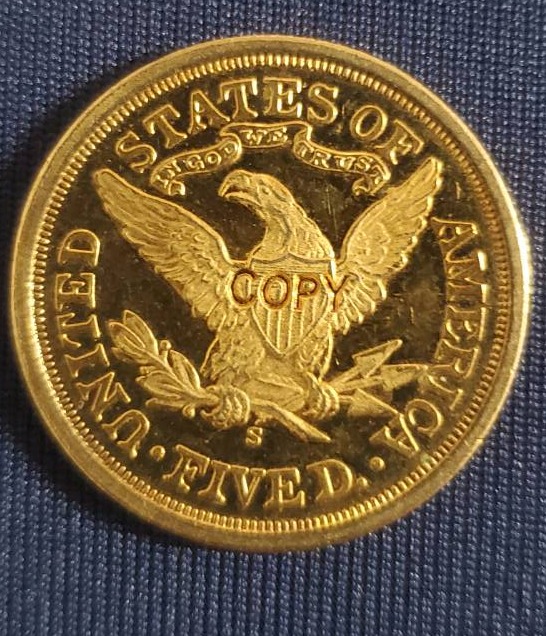 UNITED STATES OF AMERICA
IN GOD WE TRUST
COPY
S
· FIVE D. ·